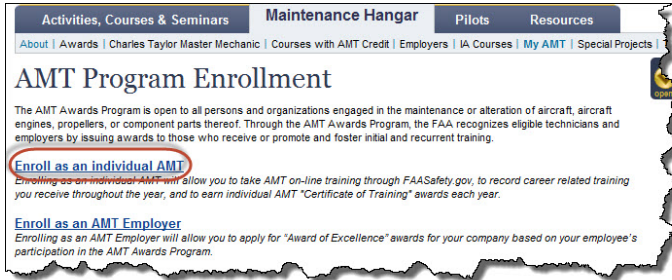 Activities, Courses & Seminars Maintenance Hangar Pilots Resources
About | Awards | Charles Taylor Master Mechanic | Courses with AMT Credit | Employers | IA Courses | My AMT | Special Projects |
AMT Program Enrollment
open
The AMT Awards Program is open to all persons and organizations engaged in the maintenance or alteration of aircraft, aircraft
engines, propellers, or component parts thereof. Through the AMT Awards Program, the FAA recognizes eligible technicians and
employers by issuing awards to those who receive or promote and foster initial and recurrent training.
Enroll as an individual AMT
Enrolling as an individual AMT will allow you to take AMT on-line training through FAASafety.gov, to record career related training
you receive throughout the year, and to earn individual AMT "Certificate of Training" awards each year.
Enroll as an AMT Employer
Enrolling as an AMT Employer will allow you to apply for "Award of Excellence" awards for your company based on your employee's
participation in the AMT Awards Program.